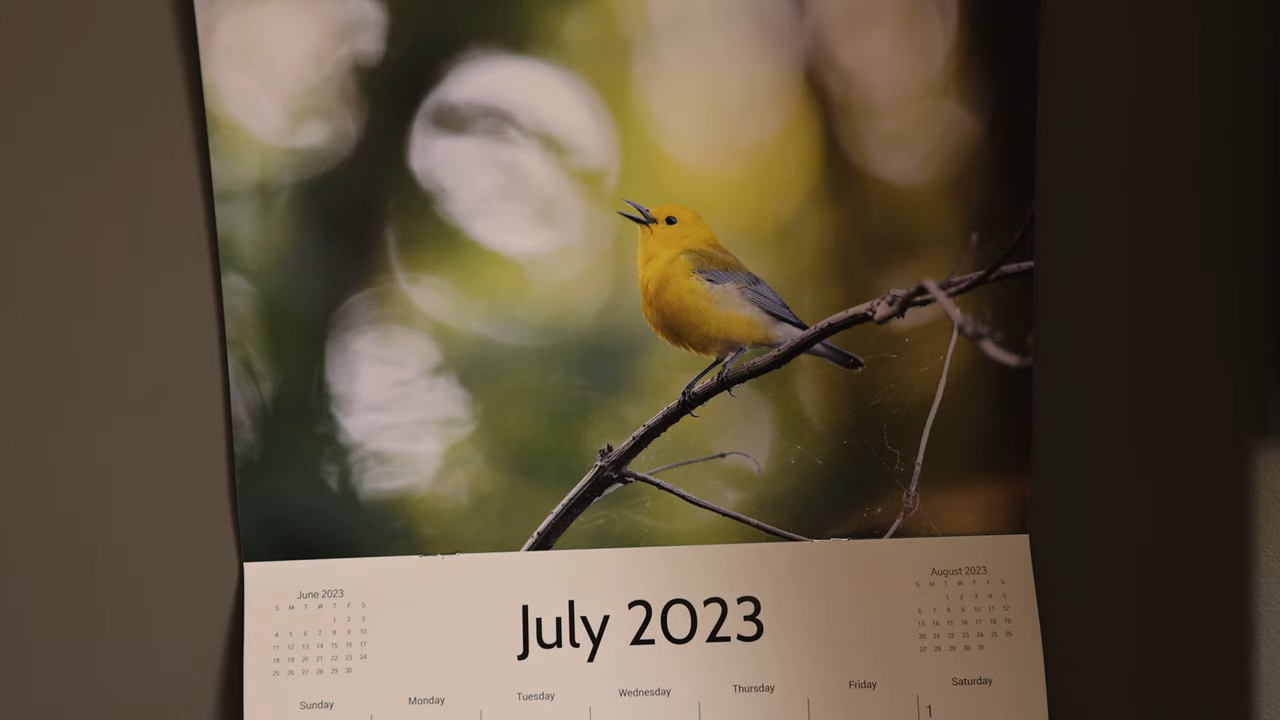 June 2023
S M T W T F S
1 2 3
4 5 6 7 8 9 10
11 12 13 14 15 16 17
18 19 20 21 22 23 24
25 26 27 28 29 30
July 2023
August 2023
S M T W T F S
1 2 3 4 5
6 7 8 9 10 11 12
13 14 15 16 17 18 19
20 21 22 23 24 25 26
27 28 29 30 31
Sunday Monday Tuesday Wednesday Thursday Friday Saturday
1